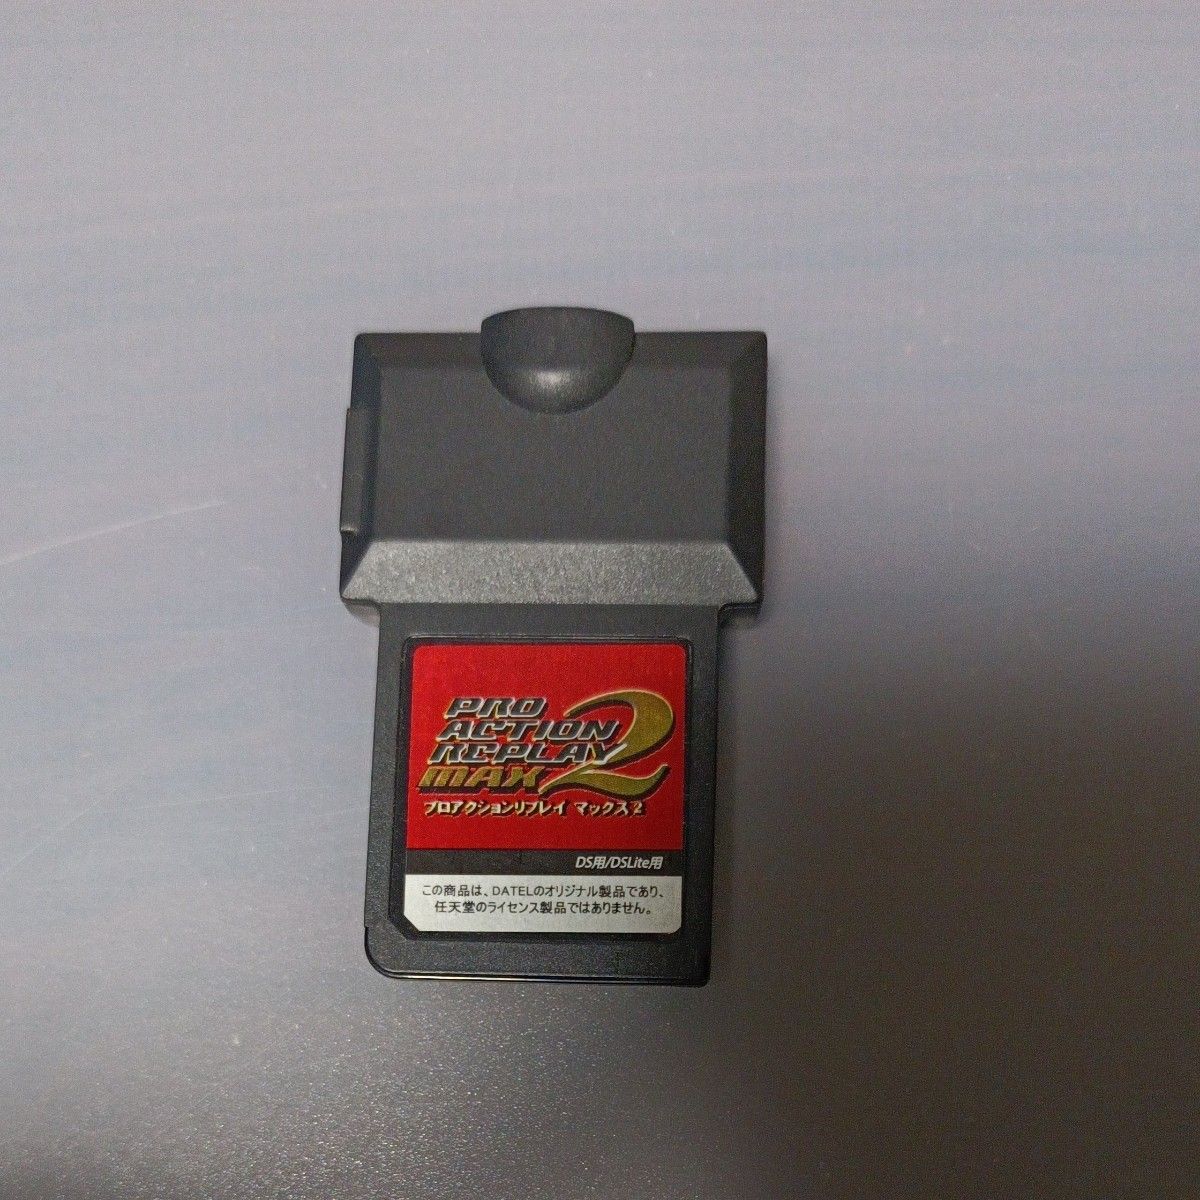 PRO
ACTION
REPLAY 2
MAX
プロアクションリプレイ マックス2
DS用/DSLite用
この商品は、DATELのオリジナル製品であり、
任天堂のライセンス製品ではありません。